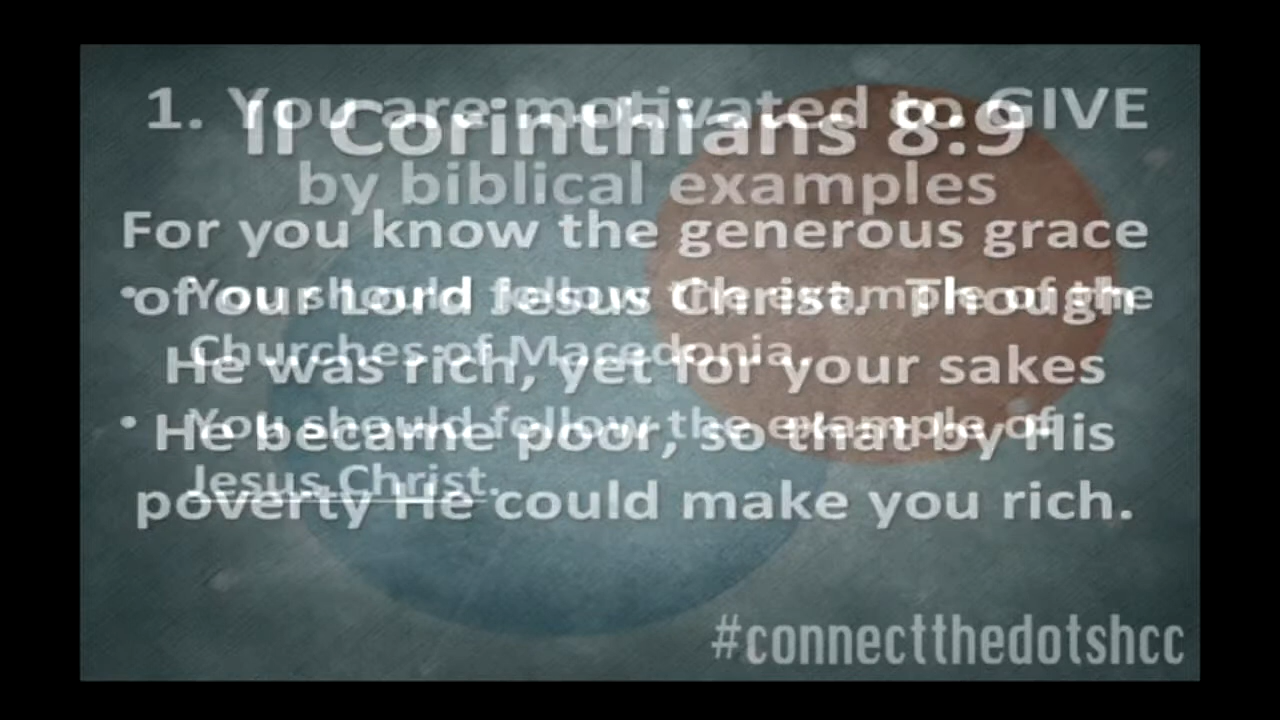 1. You are motivated to GIVE
by biblical examples
• You should follow the example of the
Churches of Macedonia.
• You should follow the example of
Jesus Christ.
II Corinthians 8:9
For you know the generous grace
of our Lord Jesus Christ. Though
He was rich, yet for your sakes
He became poor, so that by His
poverty He could make you rich.
#connectthedotshcc